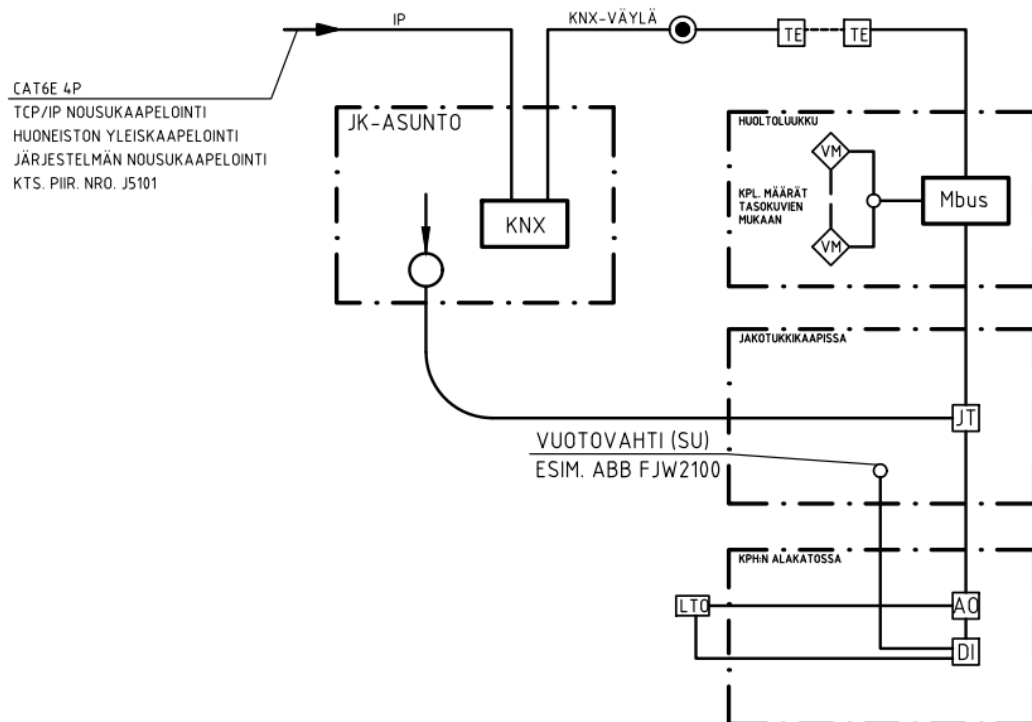 IP
KNX-VÄYLÄ
TE
TE
CAT6E 4P
TCP/IP NOUSUKAAPELOINTI
HUONEISTON YLEISKAAPELOINTI
JÄRJESTELMÄN NOUSUKAAPELOINTI
KTS. PIIR. NRO. J5101
JK-ASUNTO
KNX
HUOLTOLUUKKU
VM
KPL. MÄÄRÄT
TASOKUVIEN
MUKAAN
VM
Mbus
JAKOTUKKIKAAPISSA
JT
VUOTOVAHTI (SU)
ESIM. ABB FJW2100
KPH:N ALAKATOSSA
LTO
AO
DI